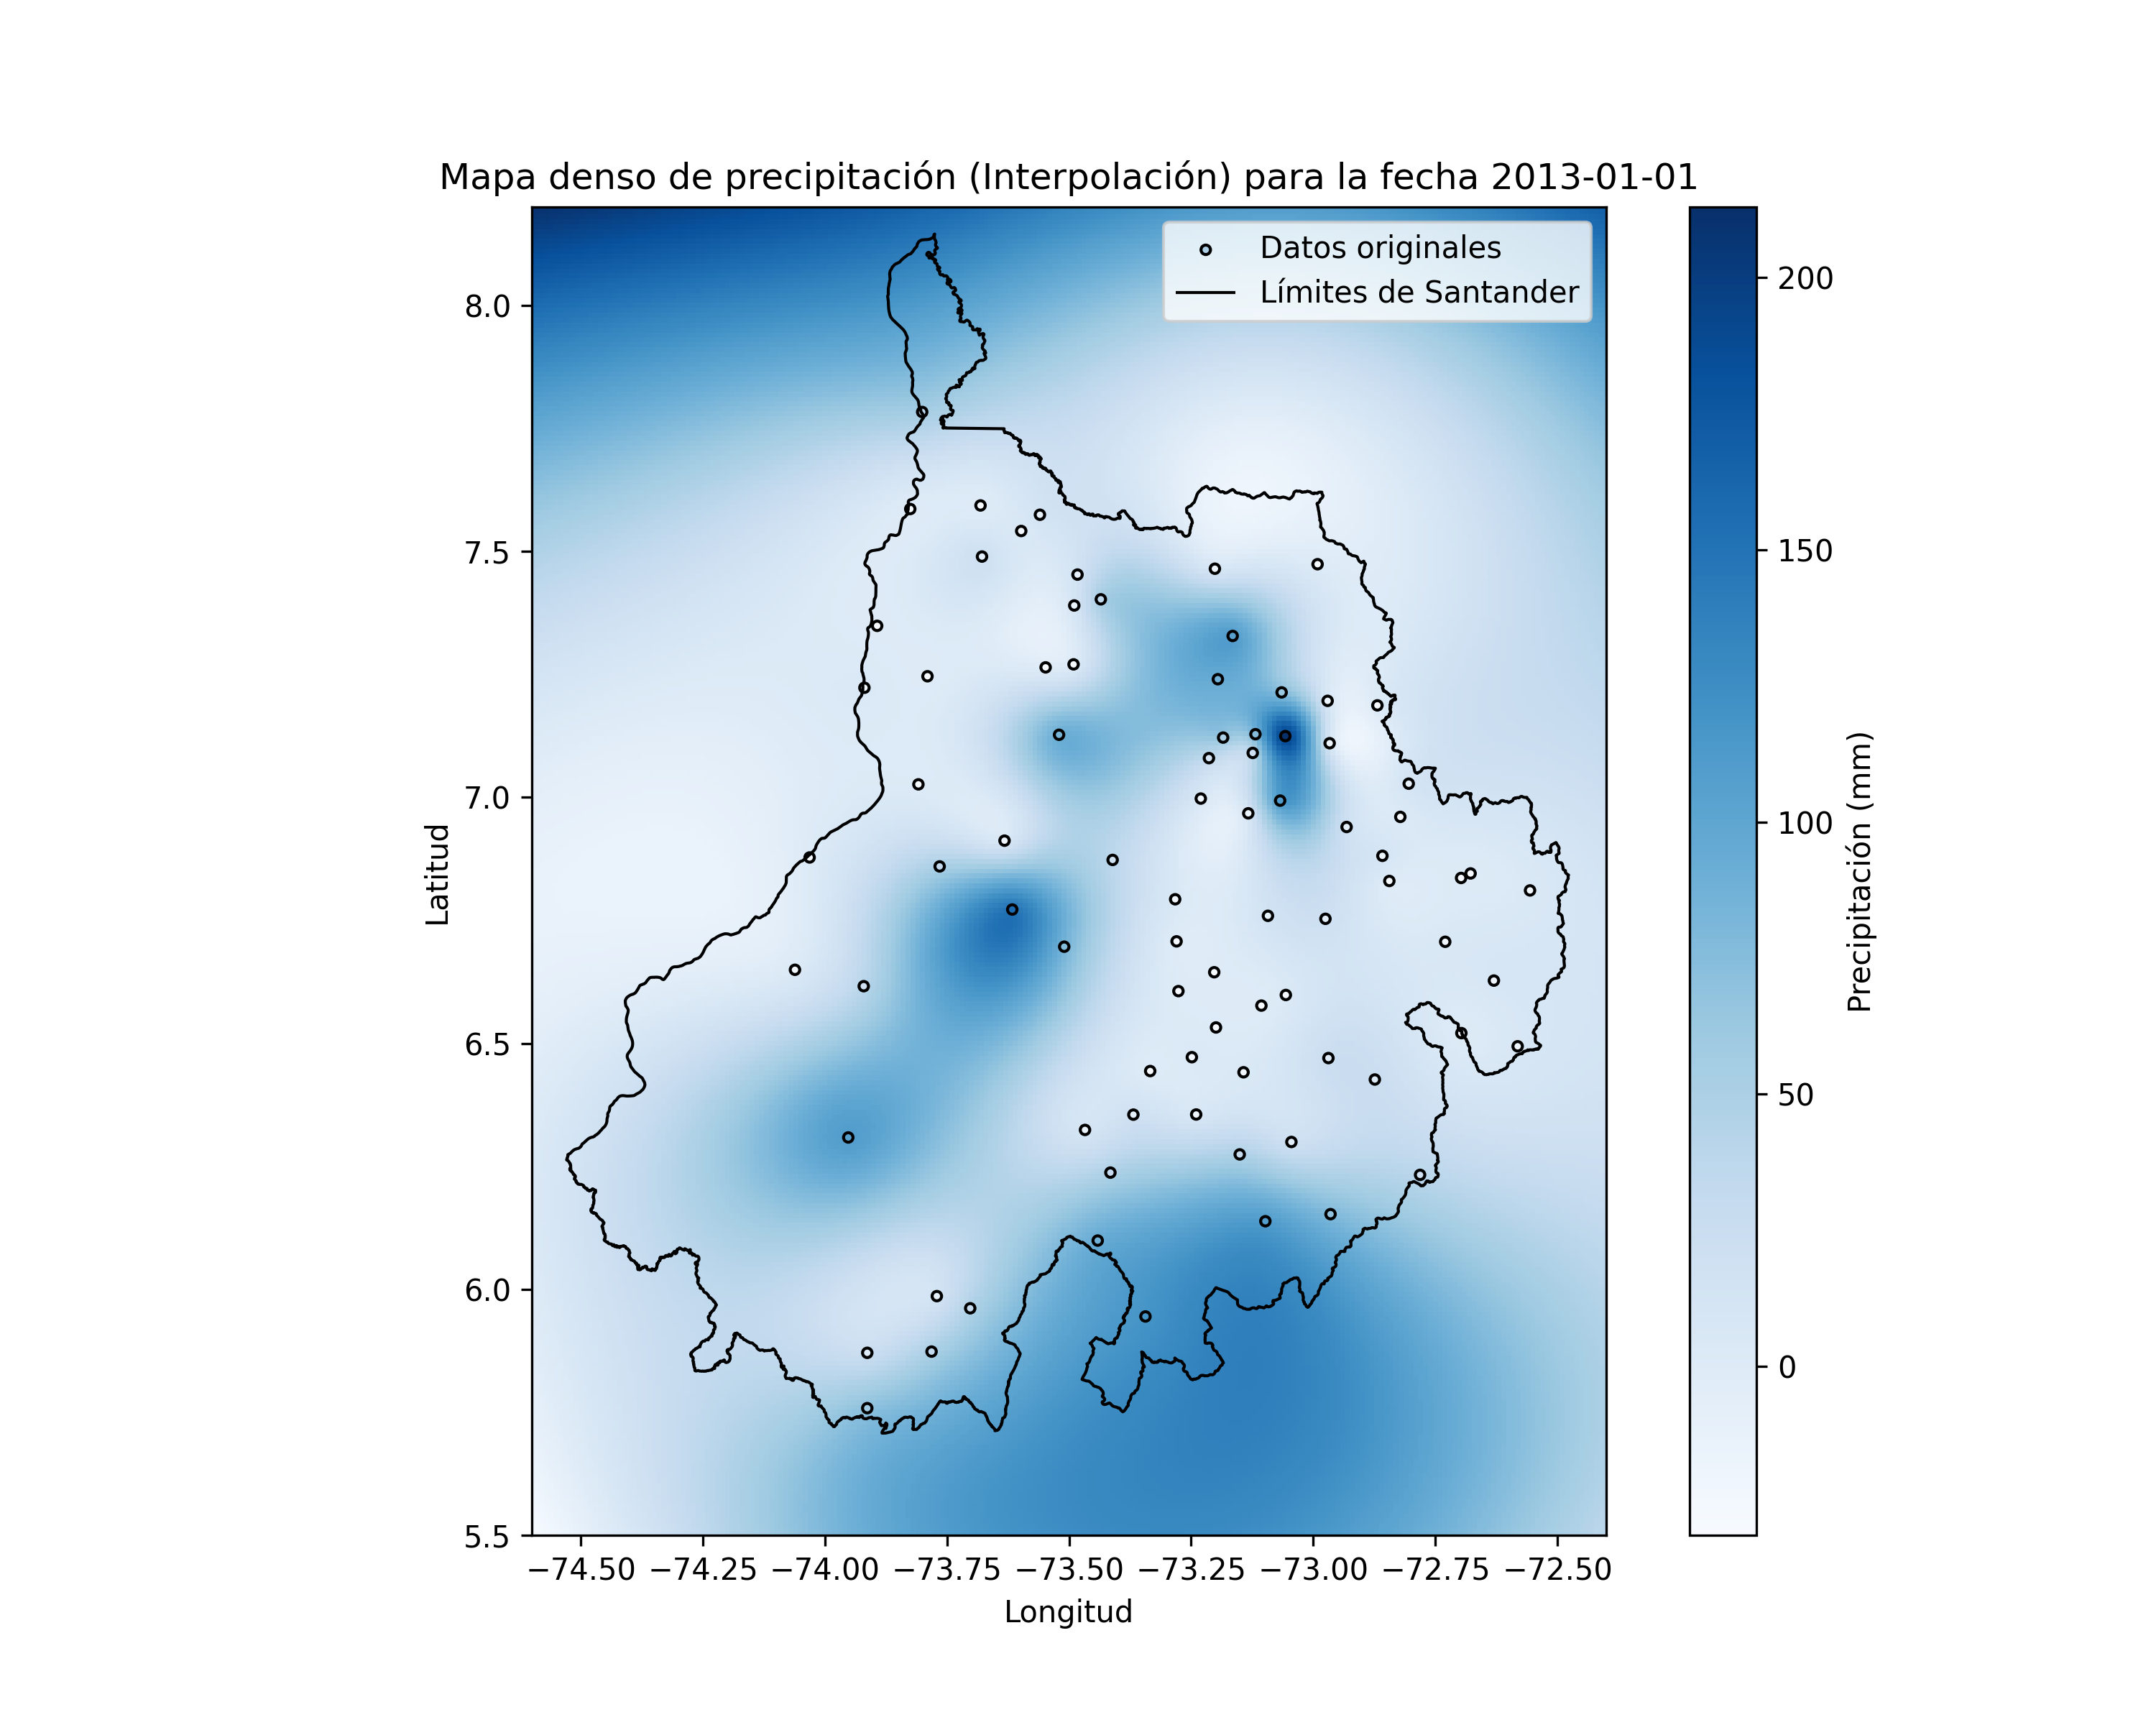 Mapa denso de precipitación (Interpolación) para la fecha 2013-01-01
Datos originales
Límites de Santander
8.0
7.5
7.0
6.5
6.0
5.5
Latitud
−74.50 −74.25 −74.00 −73.75 −73.50 −73.25 −73.00 −72.75 −72.50
Longitud
200
150
100
50
0
Precipitación (mm)